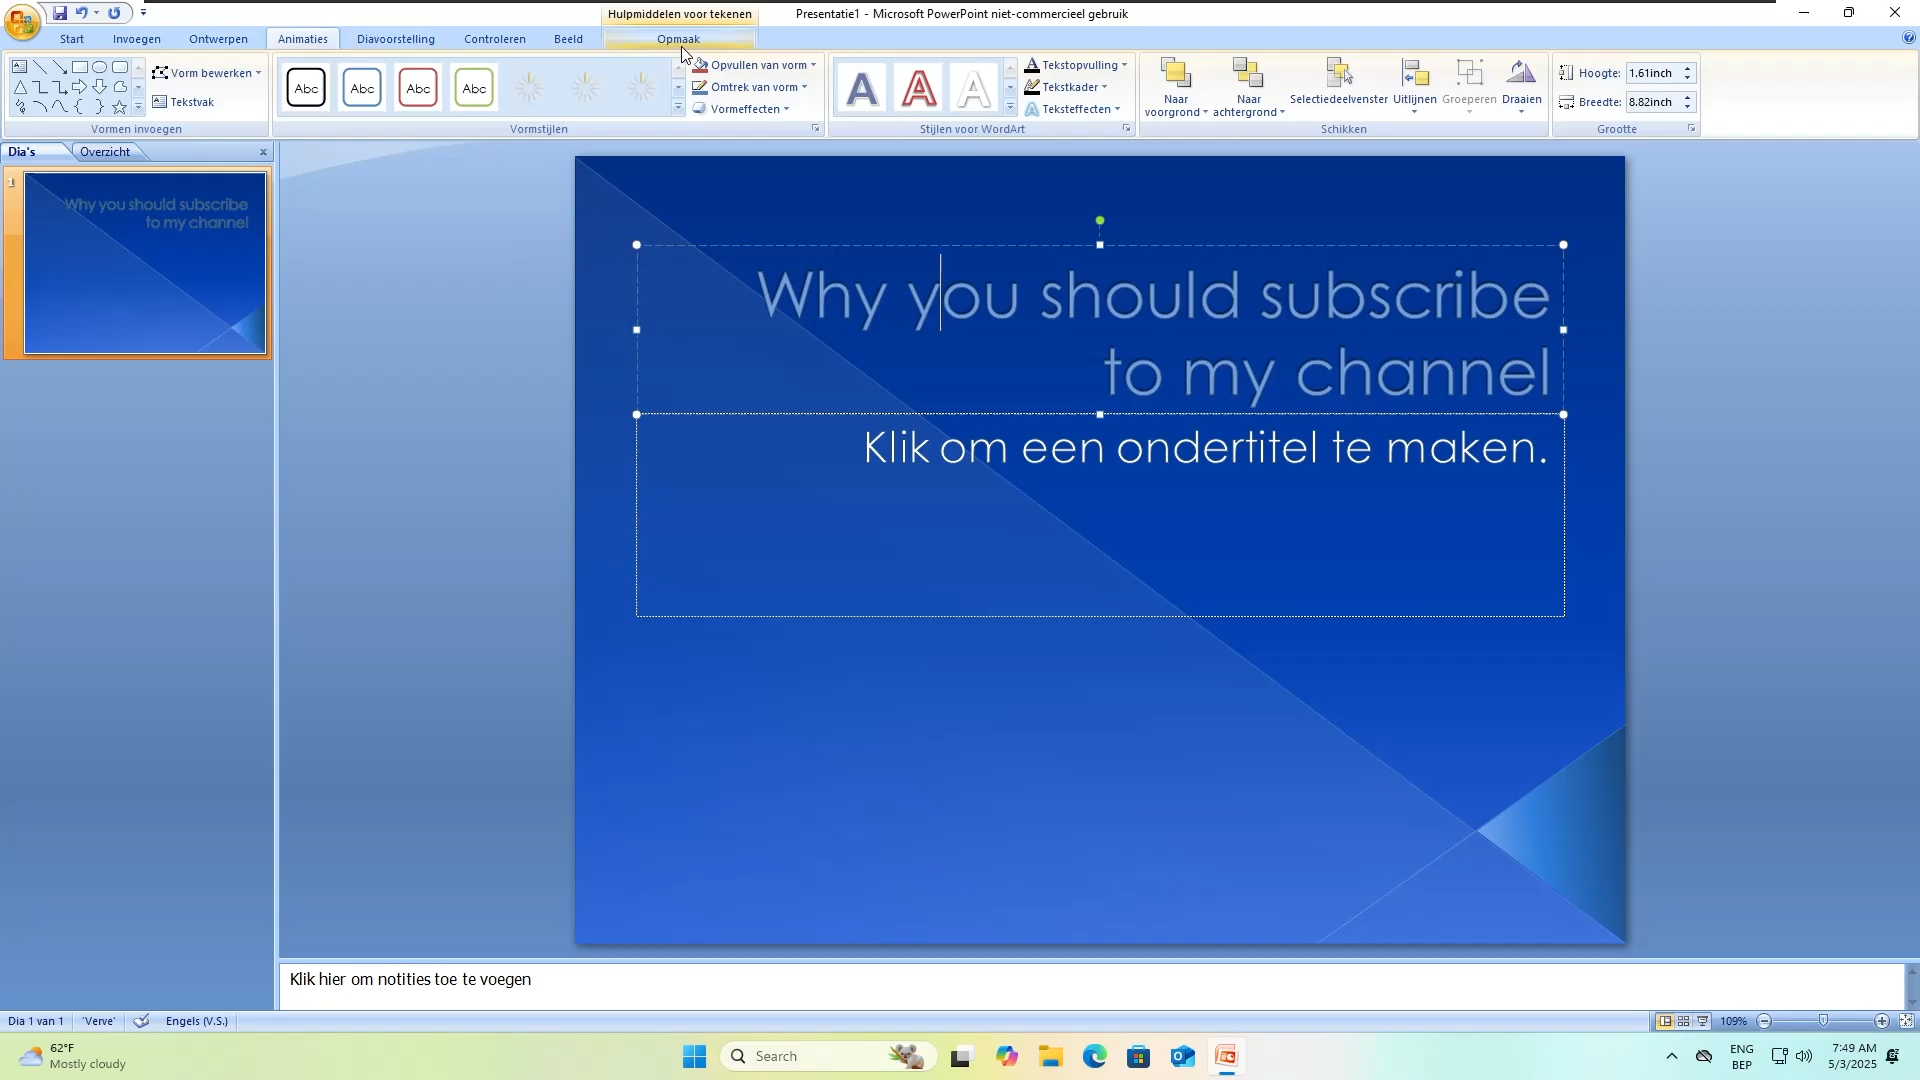 Hulpmiddelen voor tekenen
Presentatie1 - Microsoft PowerPoint niet-commercieel gebruik
Start Invoegen Ontwerpen Animaties Diavoorstelling Controleren Beeld Opmaak
Vorm bewerken
Tekstvak
Vormen invoegen
Abc Abc Abc Abc
Opvullen van vorm
Omtrek van vorm
Vormeffecten
Vormstijlen
A A A
Tekstopvulling
Tekstkader
Teksteffecten
Stijlen voor WordArt
Naar voorgrond
Naar achtergrond
Selectiedeelvenster
Uitlijnen
Groeperen
Draaien
Schikken
Hoogte: 1.61inch
Breedte: 8.82inch
Grootte
Dia's Overzicht
1
Why you should subscribe
to my channel
Why you should subscribe
to my channel
Klik om een ondertitel te maken.
Klik hier om notities toe te voegen
Dia 1 van 1 'Verve' Engels (V.S.)
109%
62°F
Mostly cloudy
Search
ENG
BEP
7:49 AM
5/3/2025